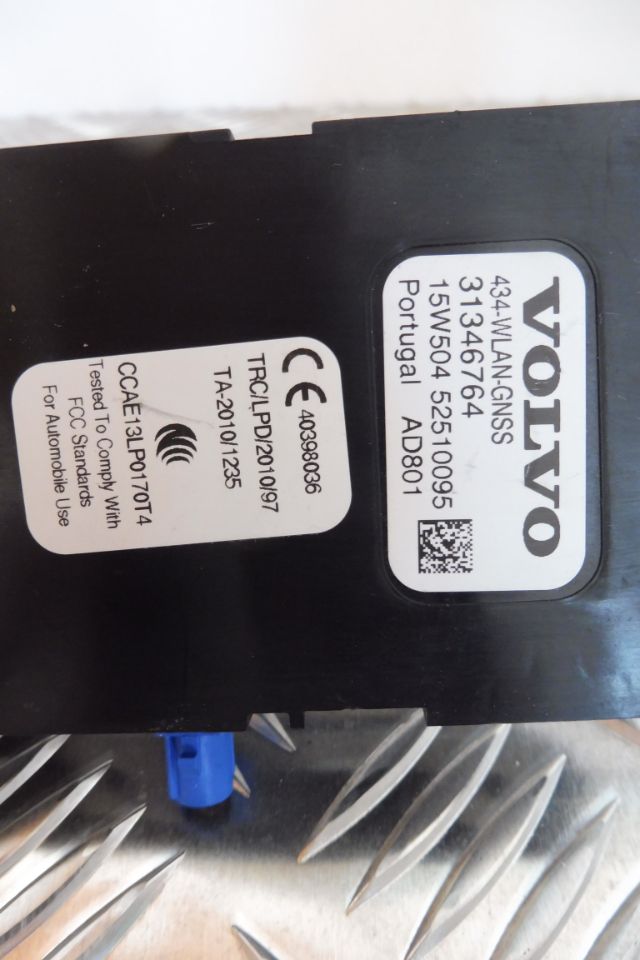 VOLVO
434-WLAN-GNSS
31346764
15W504 52510095
Portugal AD801
CE 40398036
TRC/LPD/2010/97
TA-2010/1235
CCAE13LP0170T4
Tested To Comply With
FCC Standards
For Automobile Use